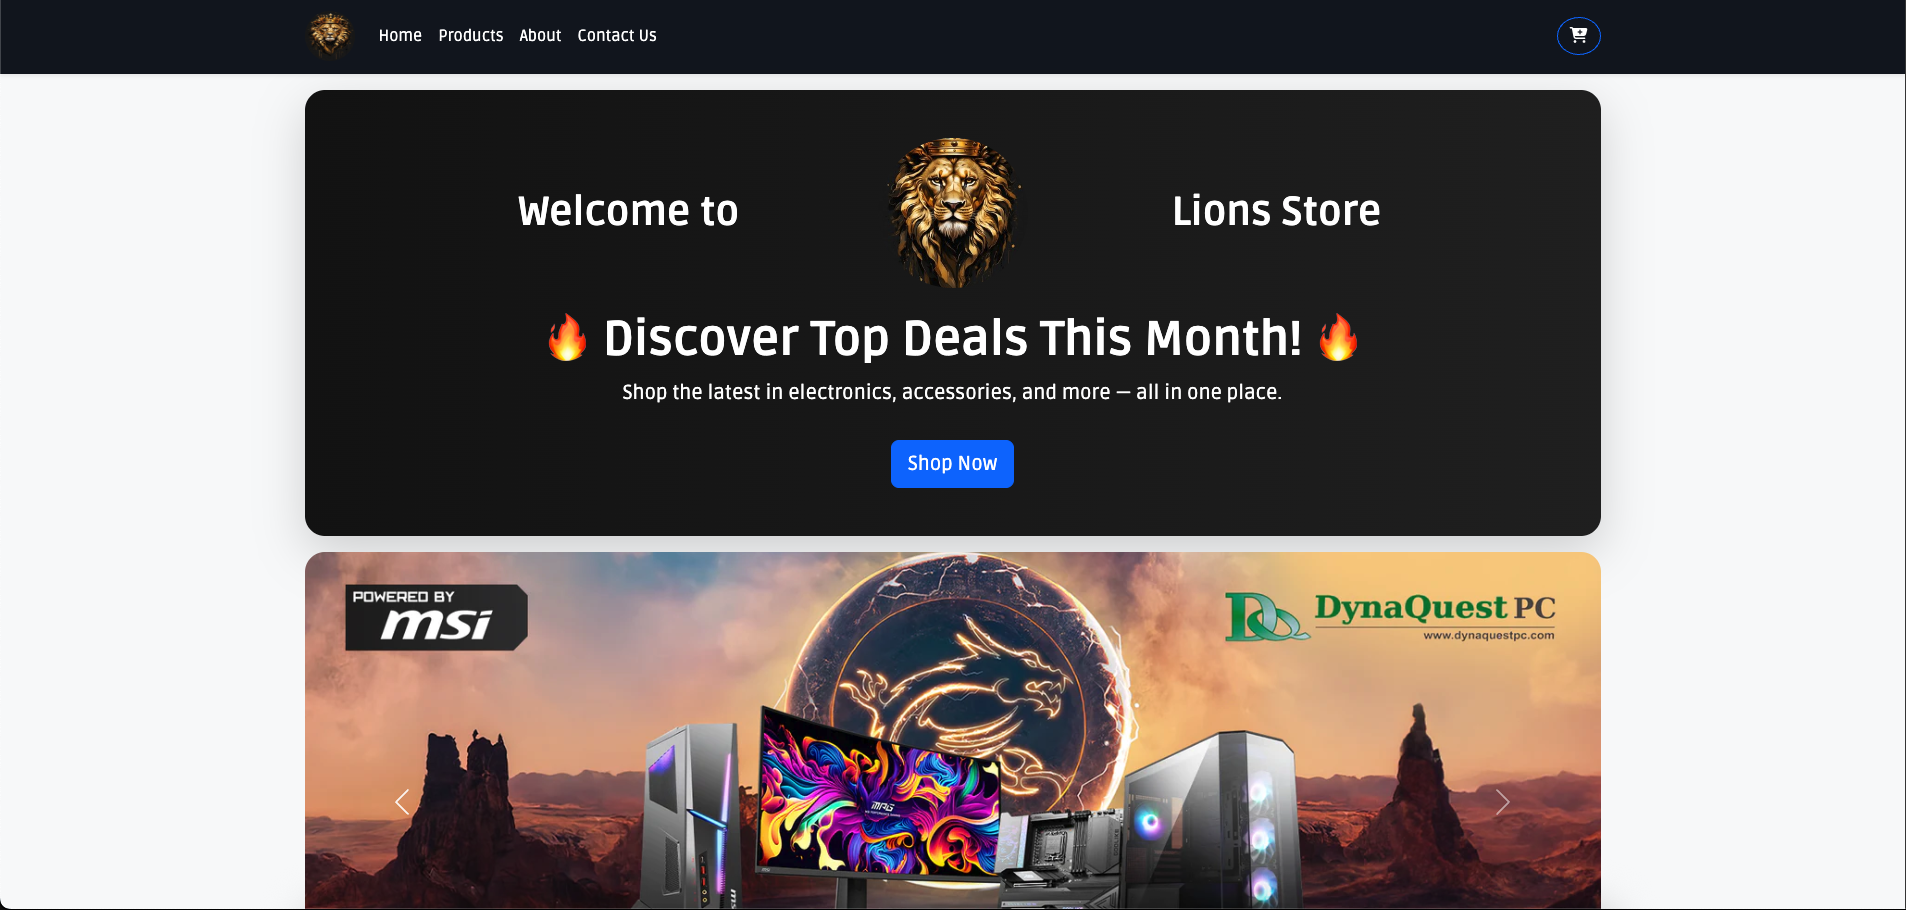 Home Products About Contact Us
Welcome to Lions Store
🔥 Discover Top Deals This Month! 🔥
Shop the latest in electronics, accessories, and more — all in one place.
Shop Now
POWERED BY
msi
DynaQuest PC
www.dynaquestpc.com
MPG